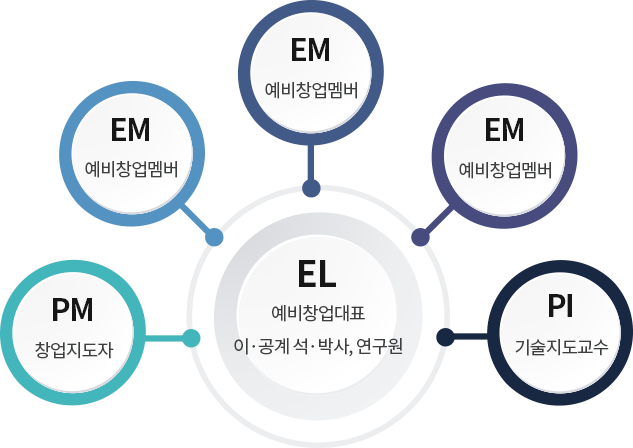 EM
예비창업멤버
EM
예비창업멤버
EM
예비창업멤버
PM
창업지도자
EL
예비창업대표
이·공계 석·박사, 연구원
PI
기술지도교수